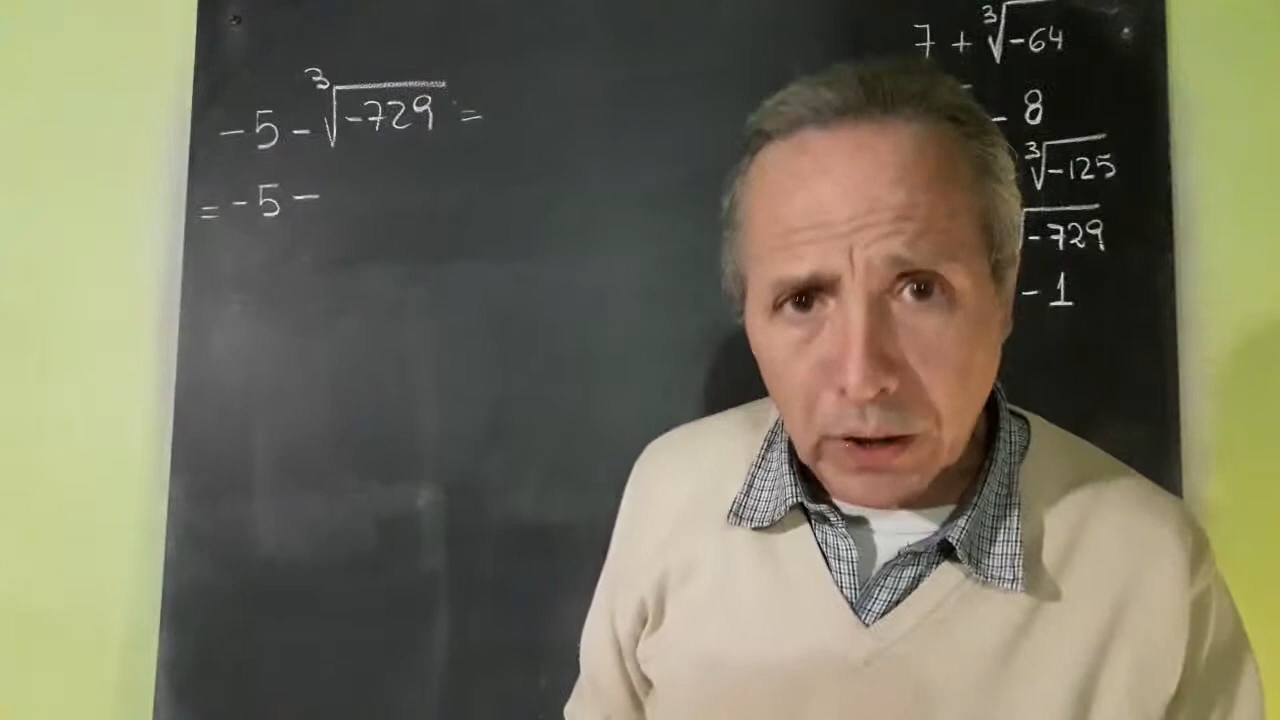 -5 - ∛-729 =
= -5 -
7 + ∛-64
- 8
∛-125
√-729
- 1